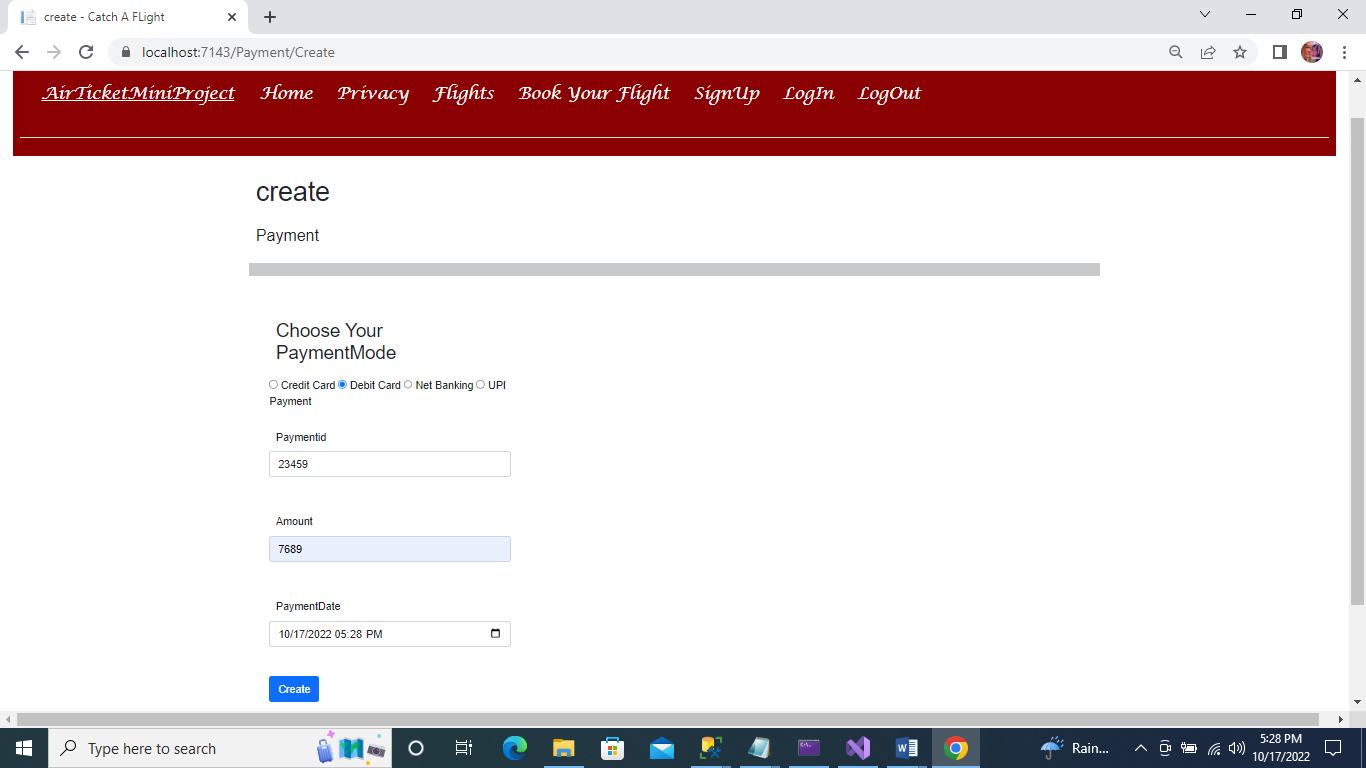 create - Catch A FLight
localhost:7143/Payment/Create
AirTicketMiniProject Home Privacy Flights Book Your Flight SignUp LogIn LogOut
create
Payment
Choose Your
PaymentMode
Credit Card Debit Card Net Banking UPI
Payment
Paymentid
23459
Amount
7689
PaymentDate
10/17/2022 05:28 PM
Create
Type here to search
Rain...
5:28 PM
10/17/2022